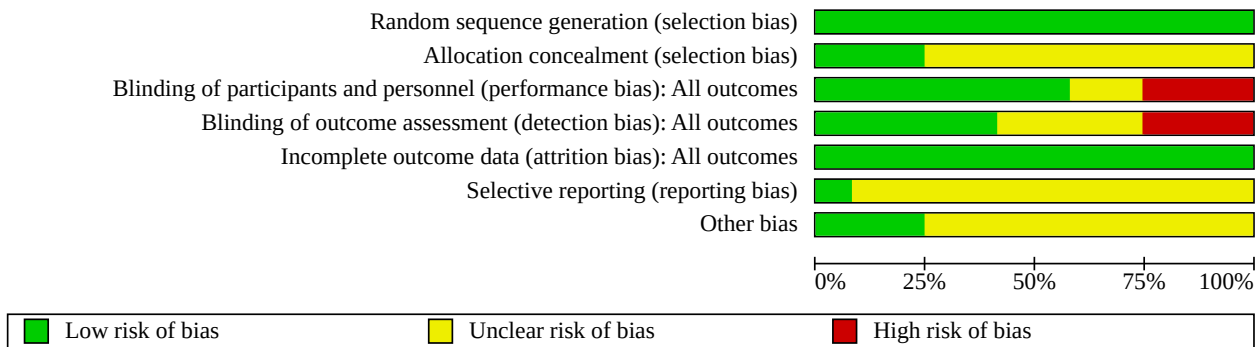 Random sequence generation (selection bias)
Allocation concealment (selection bias)
Blinding of participants and personnel (performance bias): All outcomes
Blinding of outcome assessment (detection bias): All outcomes
Incomplete outcome data (attrition bias): All outcomes
Selective reporting (reporting bias)
Other bias
0% 25% 50% 75% 100%
Low risk of bias Unclear risk of bias High risk of bias